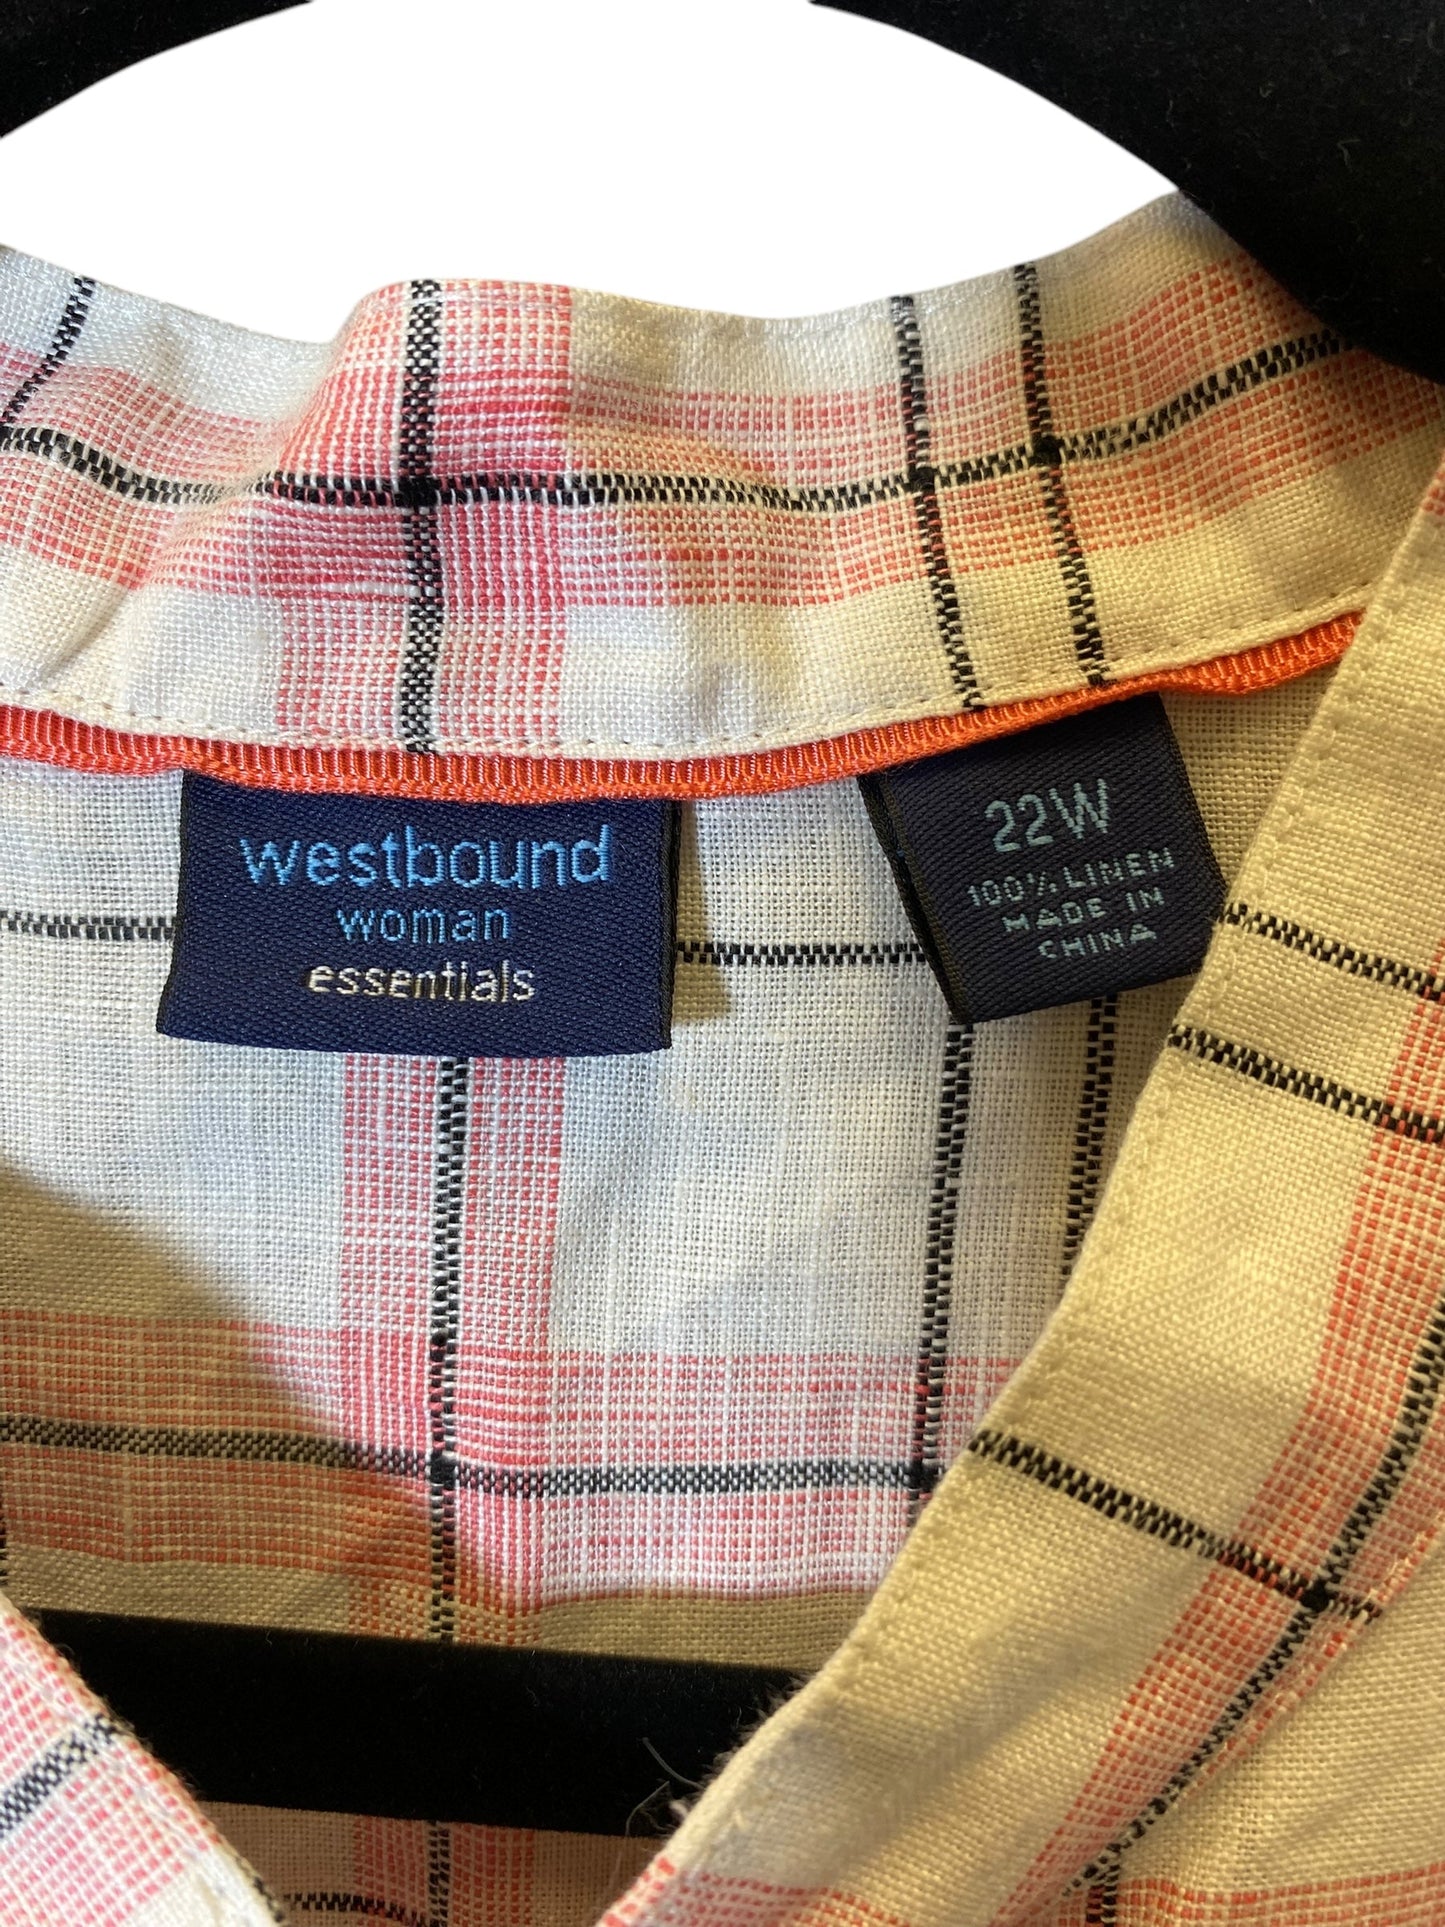 westbound
woman
essentials
22W
100% LINEN
MADE IN
CHINA